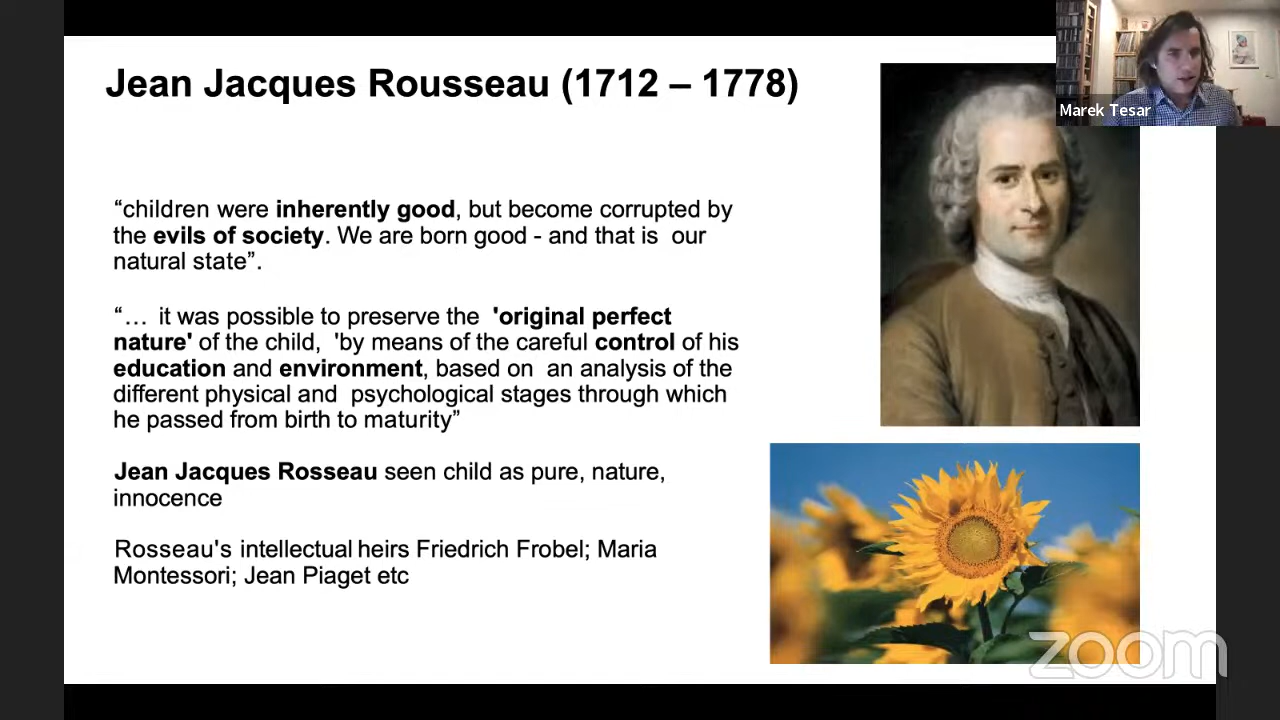 Jean Jacques Rousseau (1712 – 1778)
Marek Tesar
“children were inherently good, but become corrupted by
the evils of society. We are born good - and that is our
natural state”.
“… it was possible to preserve the 'original perfect
nature' of the child, 'by means of the careful control of his
education and environment, based on an analysis of the
different physical and psychological stages through which
he passed from birth to maturity”
Jean Jacques Rosseau seen child as pure, nature,
innocence
Rosseau's intellectual heirs Friedrich Frobel; Maria
Montessori; Jean Piaget etc
zoom